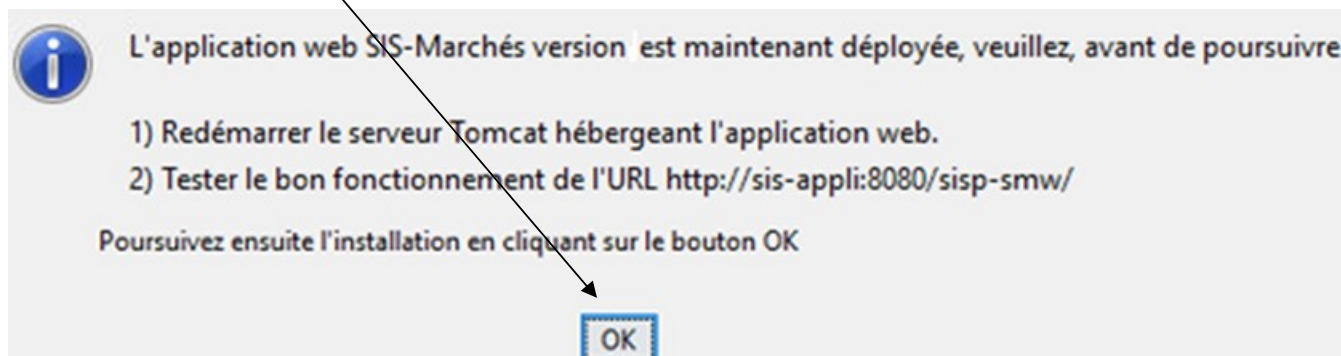 L'application web SIS-Marchés version est maintenant déployée, veuillez, avant de poursuivre
1) Redémarrer le serveur Tomcat hébergeant l'application web.
2) Tester le bon fonctionnement de l'URL http://sis-appli:8080/sisp-smw/
Poursuivez ensuite l'installation en cliquant sur le bouton OK
OK